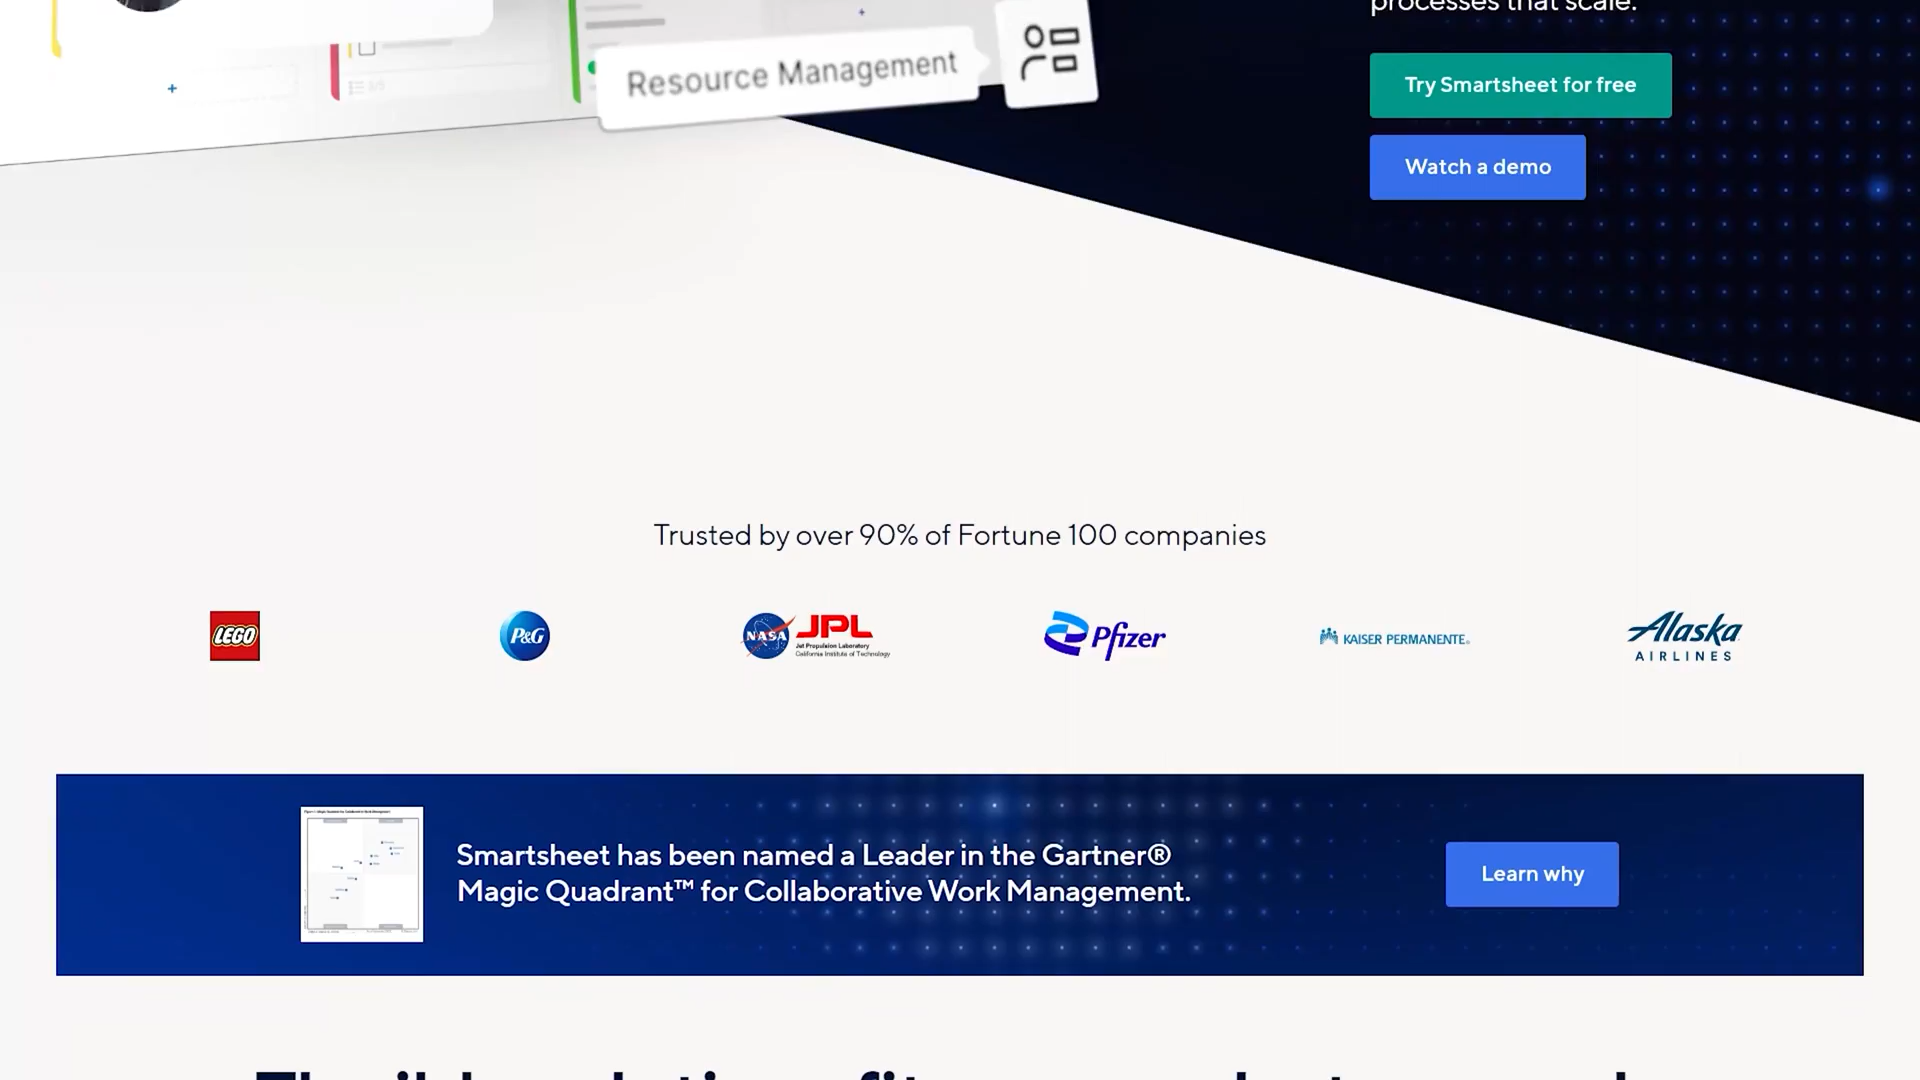 processes that scale.
Resource Management
Try Smartsheet for free
Watch a demo
Trusted by over 90% of Fortune 100 companies
LEGO
P&G
NASA
JPL
Jet Propulsion Laboratory
California Institute of Technology
Pfizer
KAISER PERMANENTE®
Alaska
AIRLINES
Smartsheet has been named a Leader in the Gartner®
Magic Quadrant™ for Collaborative Work Management.
Learn why